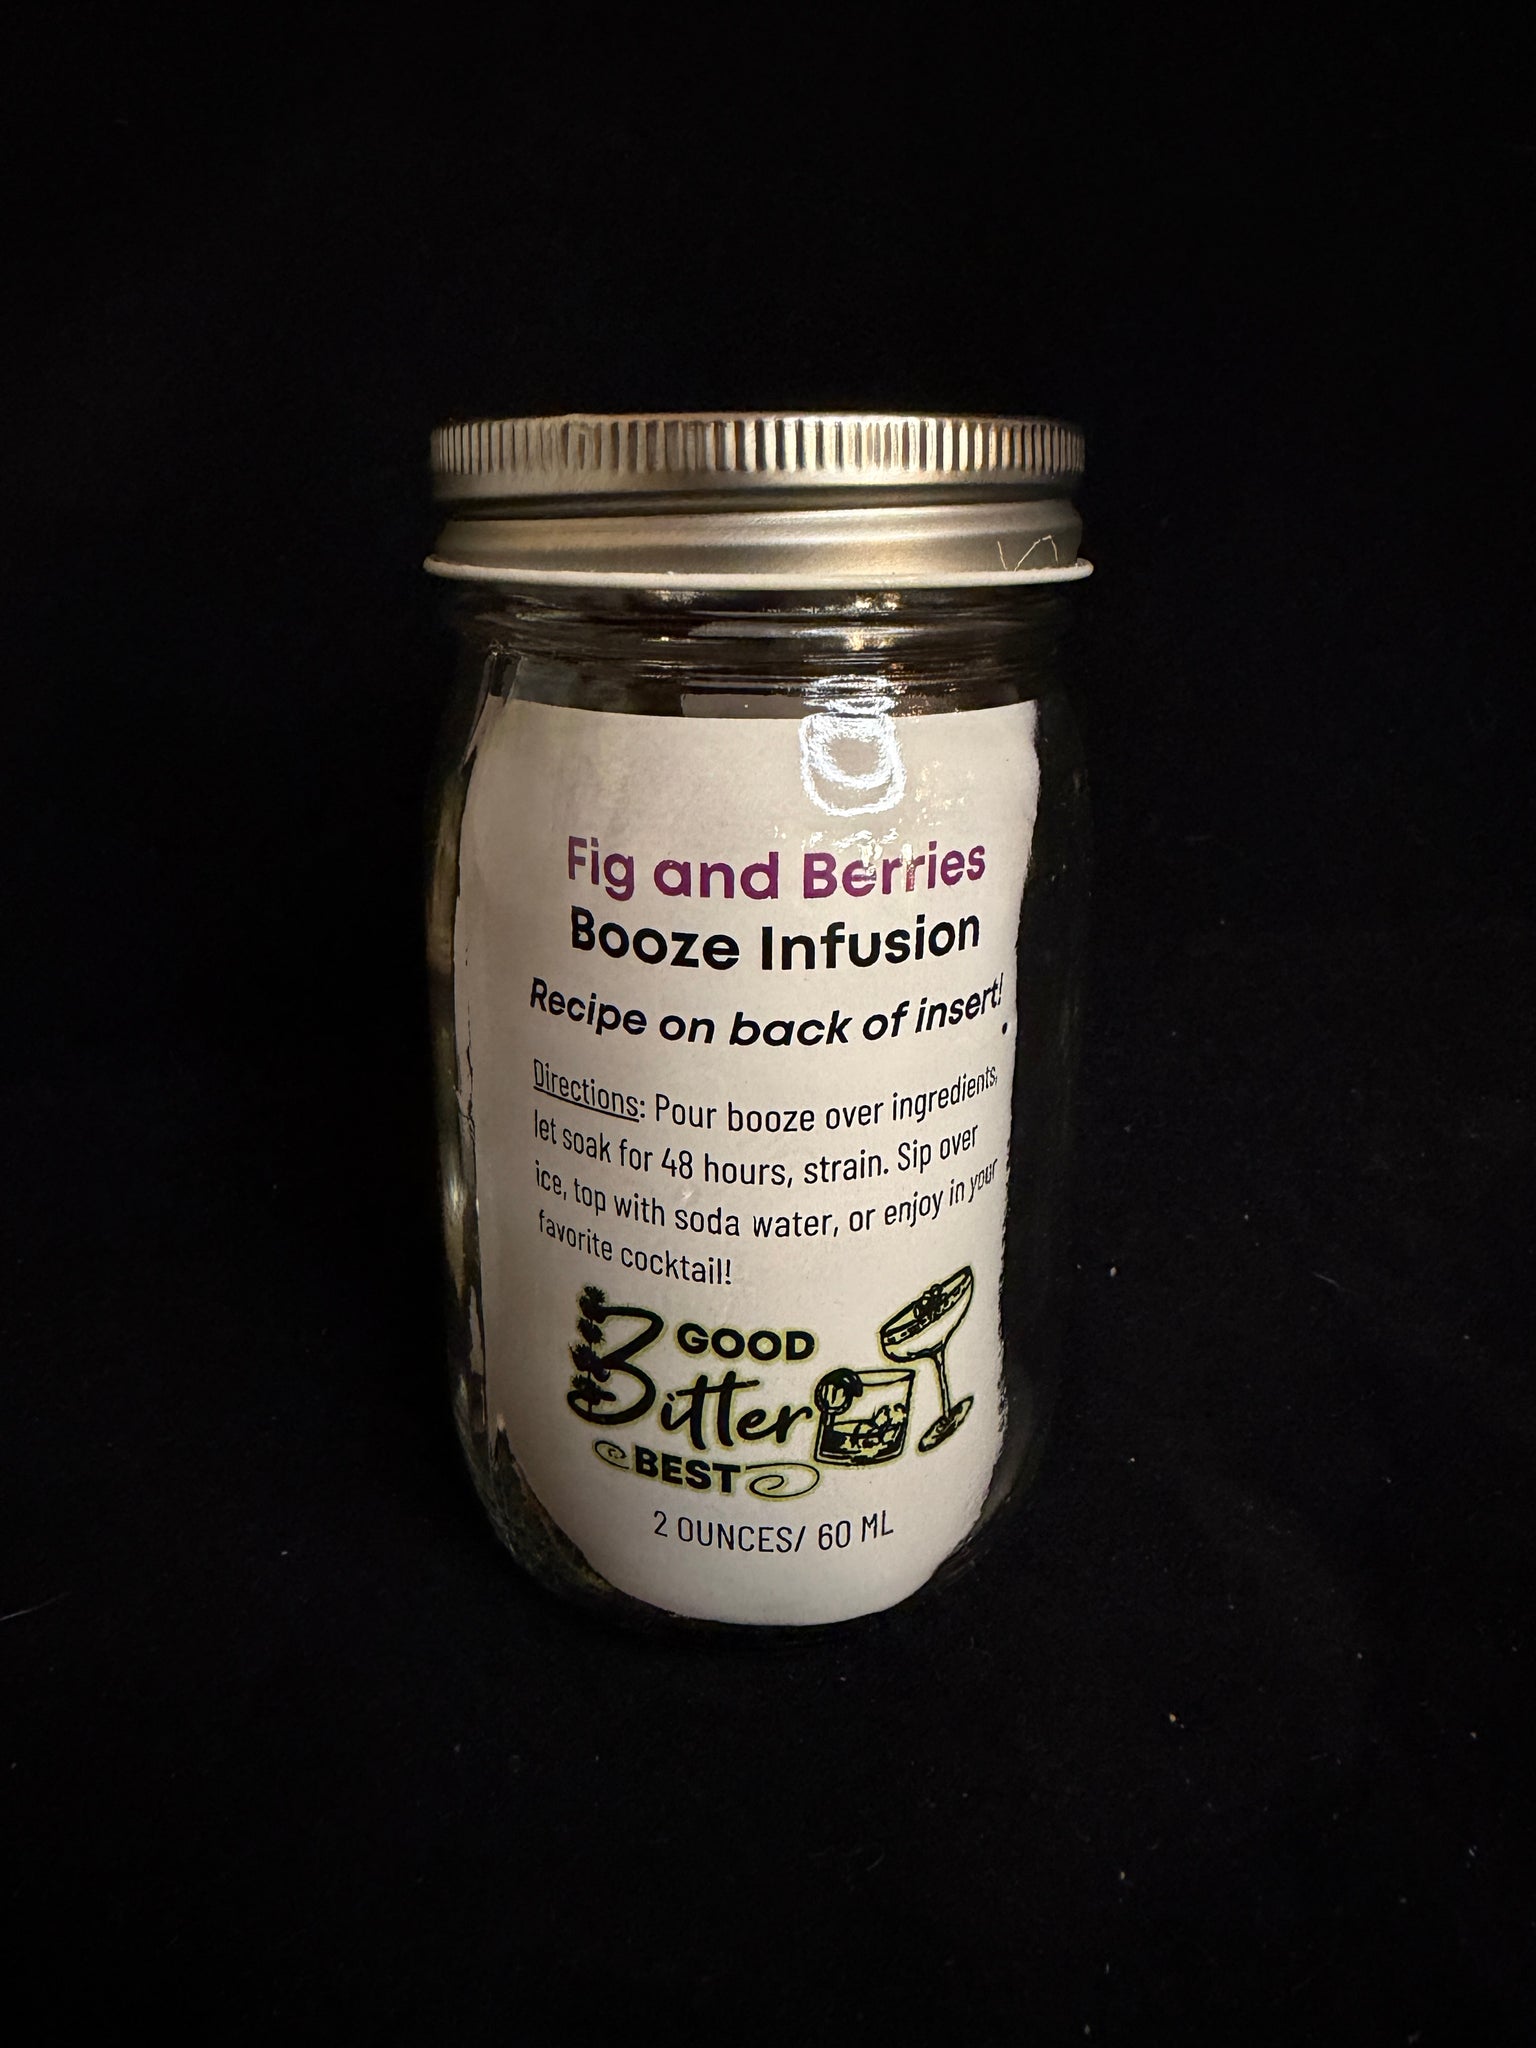 Fig and Berries
Booze Infusion
Recipe on back of insert!
Directions: Pour booze over ingredients,
let soak for 48 hours, strain. Sip over
ice, top with soda water, or enjoy in your
favorite cocktail!
GOOD
Bitter
BEST
2 OUNCES/ 60 ML